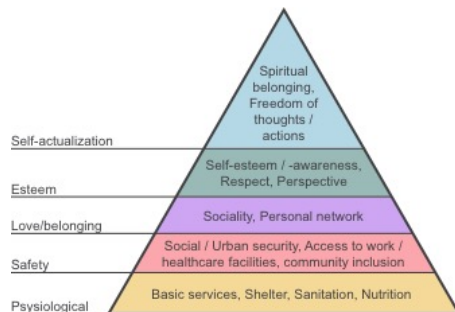 Spiritual
belonging,
Freedom of
thoughts /
actions
Self-actualization
Self-esteem / -awareness,
Respect, Perspective
Esteem
Sociality, Personal network
Love/belonging
Social / Urban security, Access to work /
healthcare facilities, community inclusion
Safety
Basic services, Shelter, Sanitation, Nutrition
Psysiological